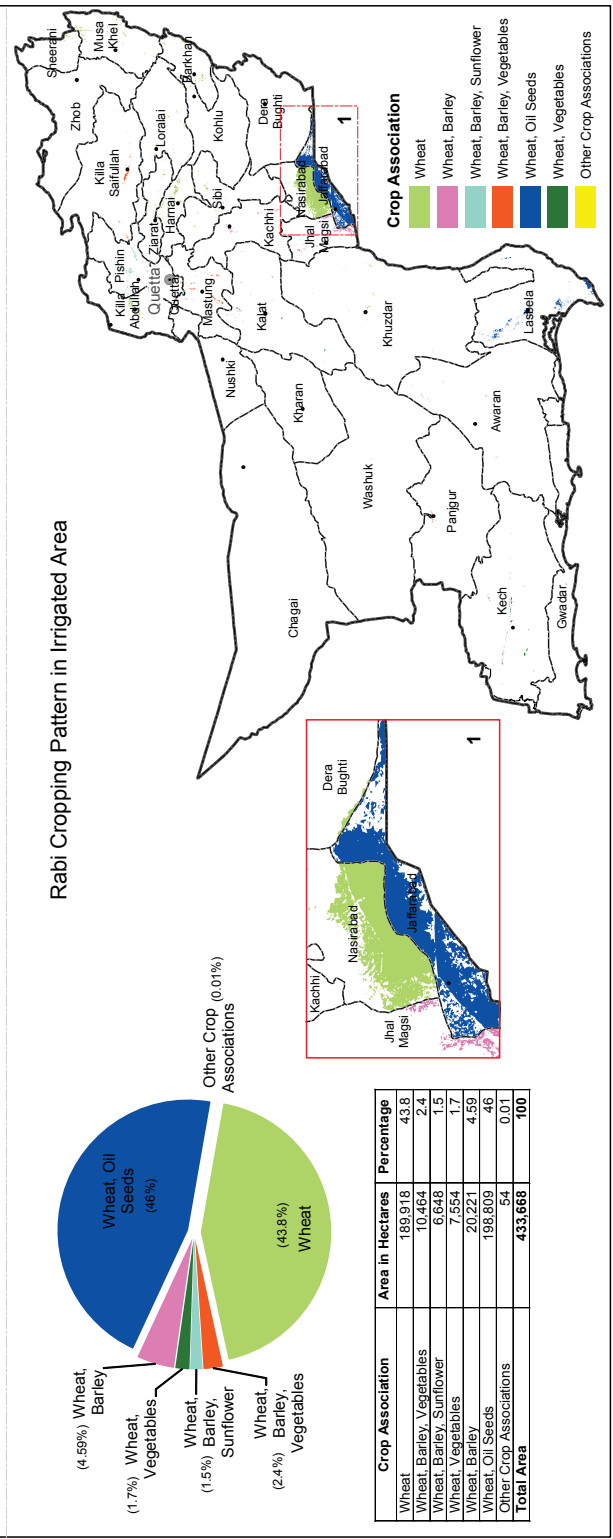 Rabi Cropping Pattern in Irrigated Area
Wheat, Oil
Seeds
(46%)
Other Crop (0.01%)
Associations
(43.8%)
Wheat
(4.59%) Wheat,
Barley
(1.7%) Wheat,
Vegetables
Wheat,
(1.5%) Barley,
Sunflower
Wheat,
(2.4%) Barley,
Vegetables
Crop Association Area in Hectares Percentage
Wheat 189,918 43.8
Wheat, Barley, Vegetables 10,464 2.4
Wheat, Barley, Sunflower 6,648 1.5
Wheat, Vegetables 7,554 1.7
Wheat, Barley 20,221 4.59
Wheat, Oil Seeds 198,809 46
Other Crop Associations 54 0.01
Total Area 433,668 100
Kachhi
Dera
Bughti
Nasirabad
Jhal
Magsi
Jaffarabad
1
Sheerani
Musa
Khel
Zhob
Killa
Saifullah
Killa
Abdullah
Pishin
Loralai
Barkhan
Quetta
Quetta
Ziarat
Harnai
Kohlu
Nushki
Mastung
Sibi
Dera
Bughti
Chagai
Kharan
Kalat
Kachhi
Nasirabad
Jaffarabad
Jhal
Magsi
1
Washuk
Khuzdar
Panjgur
Awaran
Lasbela
Kech
Gwadar
Crop Association
Wheat
Wheat, Barley
Wheat, Barley, Sunflower
Wheat, Barley, Vegetables
Wheat, Oil Seeds
Wheat, Vegetables
Other Crop Associations